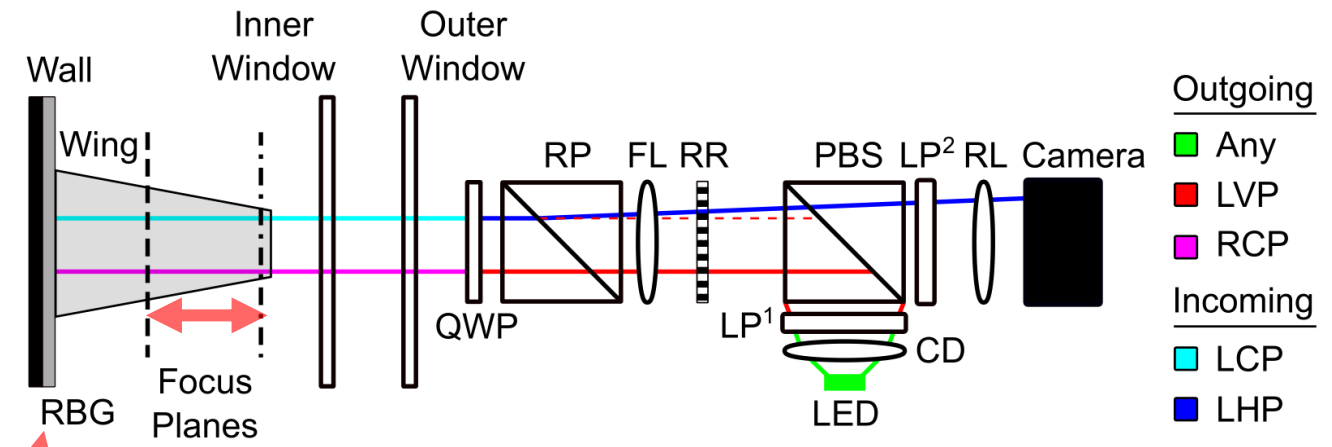 Inner
Window
Outer
Window
Wall
Wing
RP
FL
RR
PBS
LP²
RL
Camera
QWP
LP¹
CD
LED
RBG
Focus
Planes
Outgoing
Any
LVP
RCP
Incoming
LCP
LHP